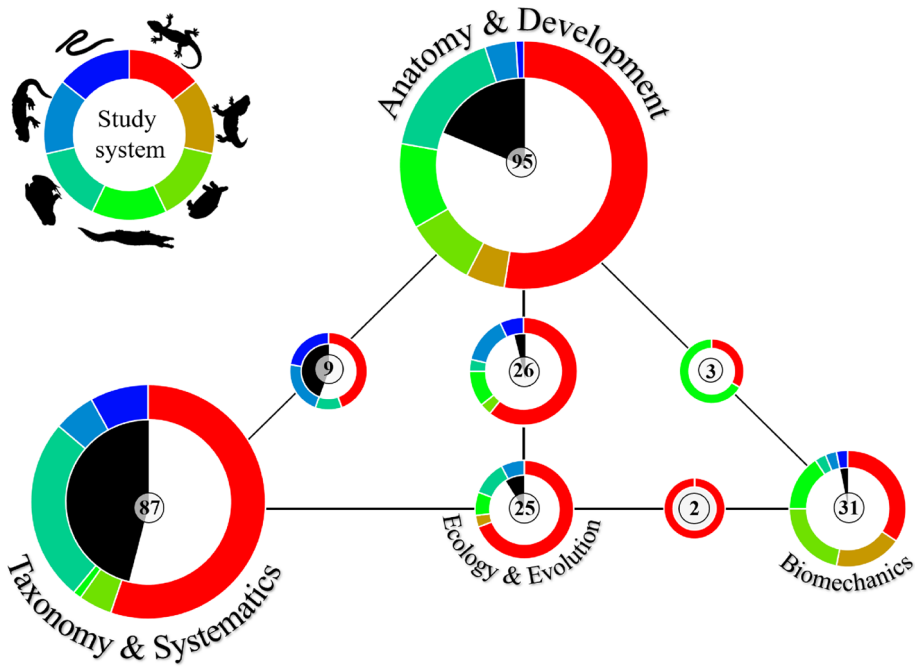 Anatomy & Development
Study
system
95
9
26
3
87
25
2
31
Ecology & Evolution
Biomechanics
Taxonomy & Systematics